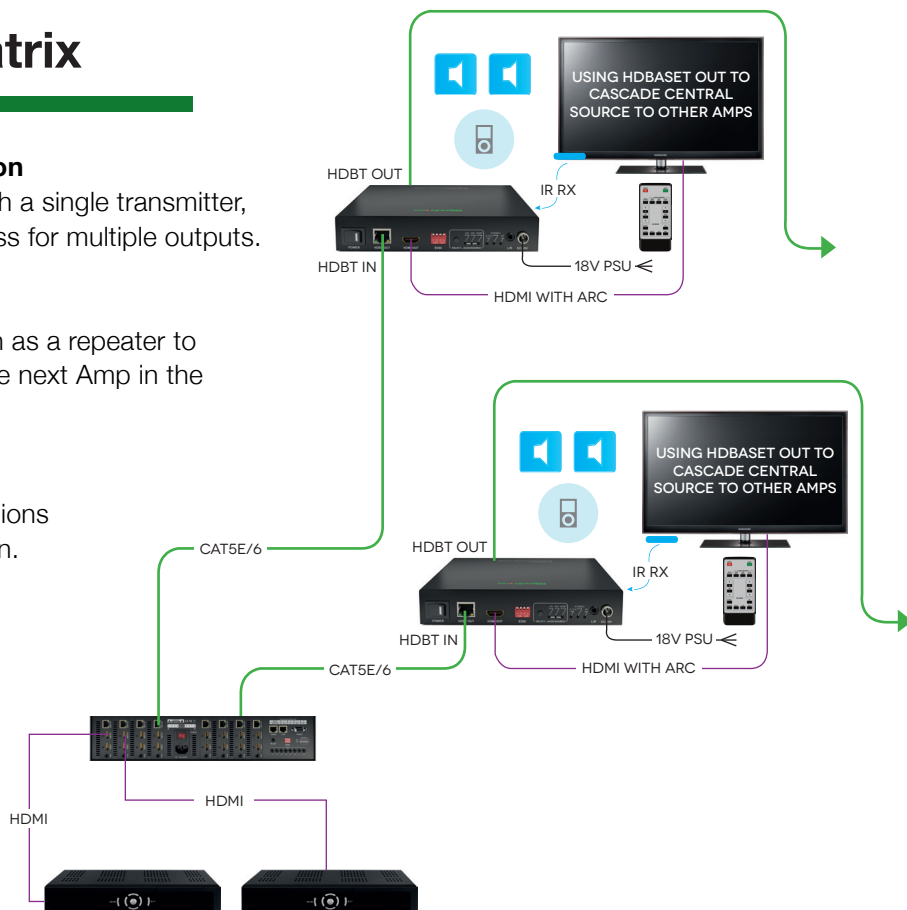 atrix
on
h a single transmitter,
ss for multiple outputs.
n as a repeater to
e next Amp in the
ions
n.
HDBT OUT
USING HDBASET OUT TO
CASCADE CENTRAL
SOURCE TO OTHER AMPS
IR RX
HDBT IN
18V PSU
HDMI WITH ARC
HDBT OUT
USING HDBASET OUT TO
CASCADE CENTRAL
SOURCE TO OTHER AMPS
IR RX
HDBT IN
18V PSU
HDMI WITH ARC
CAT5E/6
CAT5E/6
HDMI
HDMI